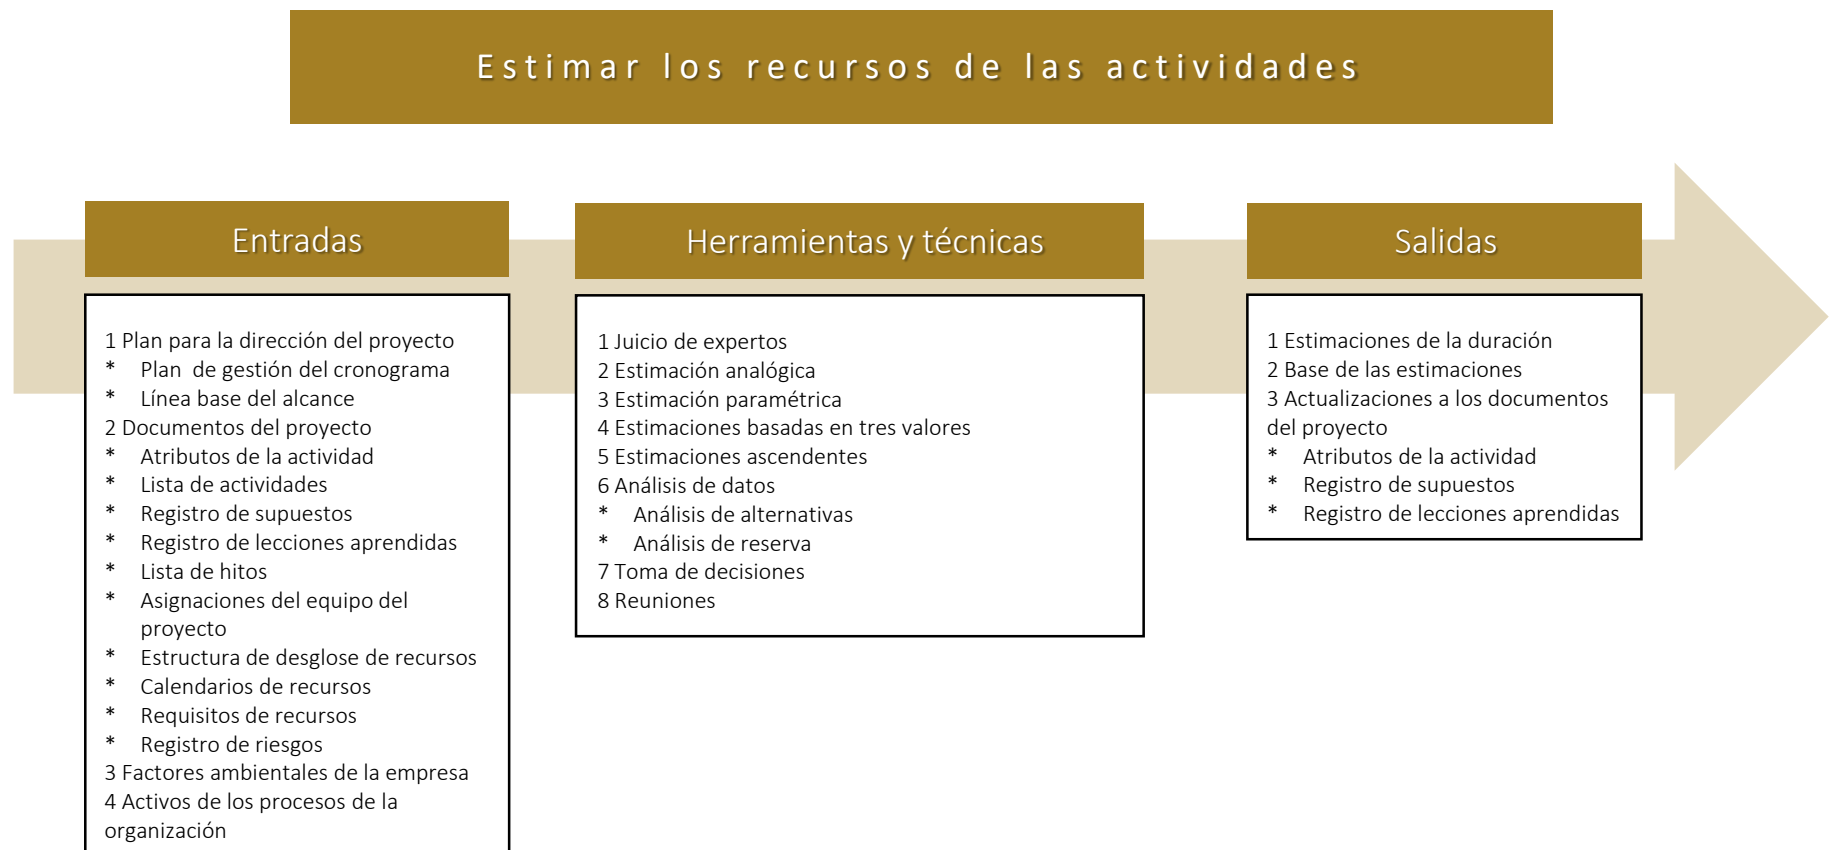 Estimar los recursos de las actividades
Entradas
1 Plan para la dirección del proyecto
* Plan de gestión del cronograma
* Línea base del alcance
2 Documentos del proyecto
* Atributos de la actividad
* Lista de actividades
* Registro de supuestos
* Registro de lecciones aprendidas
* Lista de hitos
* Asignaciones del equipo del
proyecto
* Estructura de desglose de recursos
* Calendarios de recursos
* Requisitos de recursos
* Registro de riesgos
3 Factores ambientales de la empresa
4 Activos de los procesos de la
organización
Herramientas y técnicas
1 Juicio de expertos
2 Estimación analógica
3 Estimación paramétrica
4 Estimaciones basadas en tres valores
5 Estimaciones ascendentes
6 Análisis de datos
* Análisis de alternativas
* Análisis de reserva
7 Toma de decisiones
8 Reuniones
Salidas
1 Estimaciones de la duración
2 Base de las estimaciones
3 Actualizaciones a los documentos
del proyecto
* Atributos de la actividad
* Registro de supuestos
* Registro de lecciones aprendidas